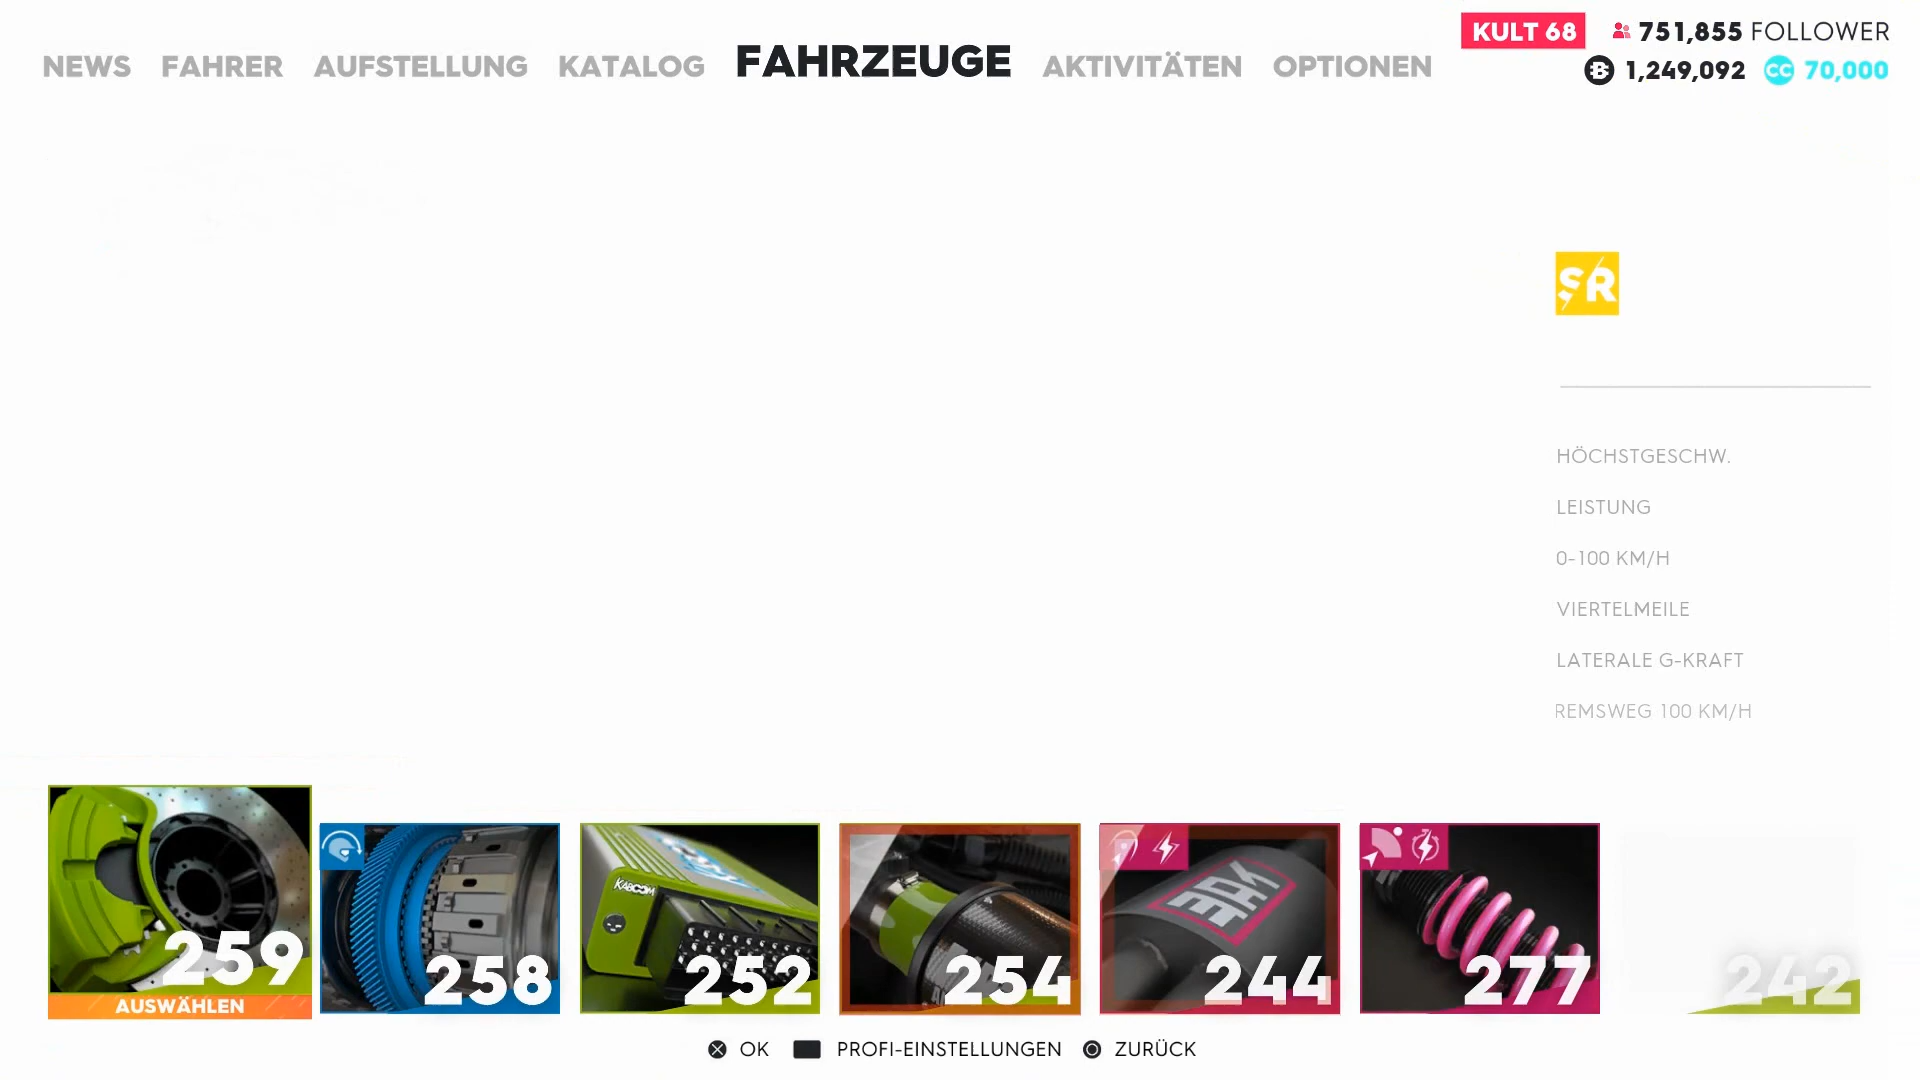 NEWS FAHRER AUFSTELLUNG KATALOG FAHRZEUGE AKTIVITÄTEN OPTIONEN
KULT 68 751,855 FOLLOWER
1,249,092 CC 70,000
SR
HÖCHSTGESCHW.
LEISTUNG
0-100 KM/H
VIERTELMEILE
LATERALE G-KRAFT
REMSWEG 100 KM/H
KABOOM
259 258 252 254 244 277 242
AUSWÄHLEN
OK PROFI-EINSTELLUNGEN ZURÜCK